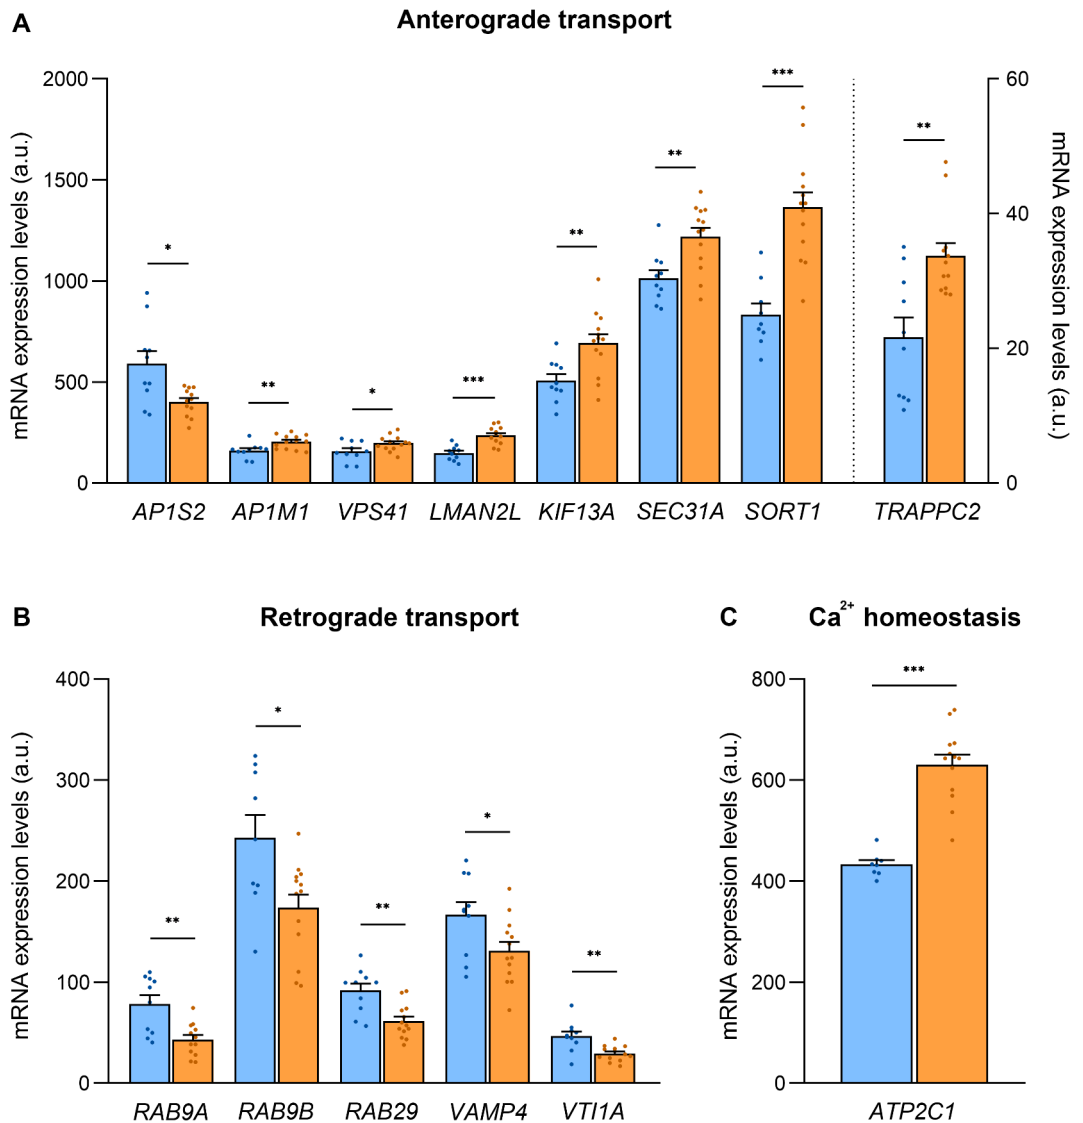 A
Anterograde transport
mRNA expression levels (a.u.)
2000
1500
1000
500
0
60
40
20
0
mRNA expression levels (a.u.)
*
**
*
***
**
**
***
**
AP1S2 AP1M1 VPS41 LMAN2L KIF13A SEC31A SORT1 TRAPPC2
B
Retrograde transport
mRNA expression levels (a.u.)
400
300
200
100
0
**
*
**
*
**
RAB9A RAB9B RAB29 VAMP4 VTI1A
C
Ca²⁺ homeostasis
mRNA expression levels (a.u.)
800
600
400
200
0
***
ATP2C1